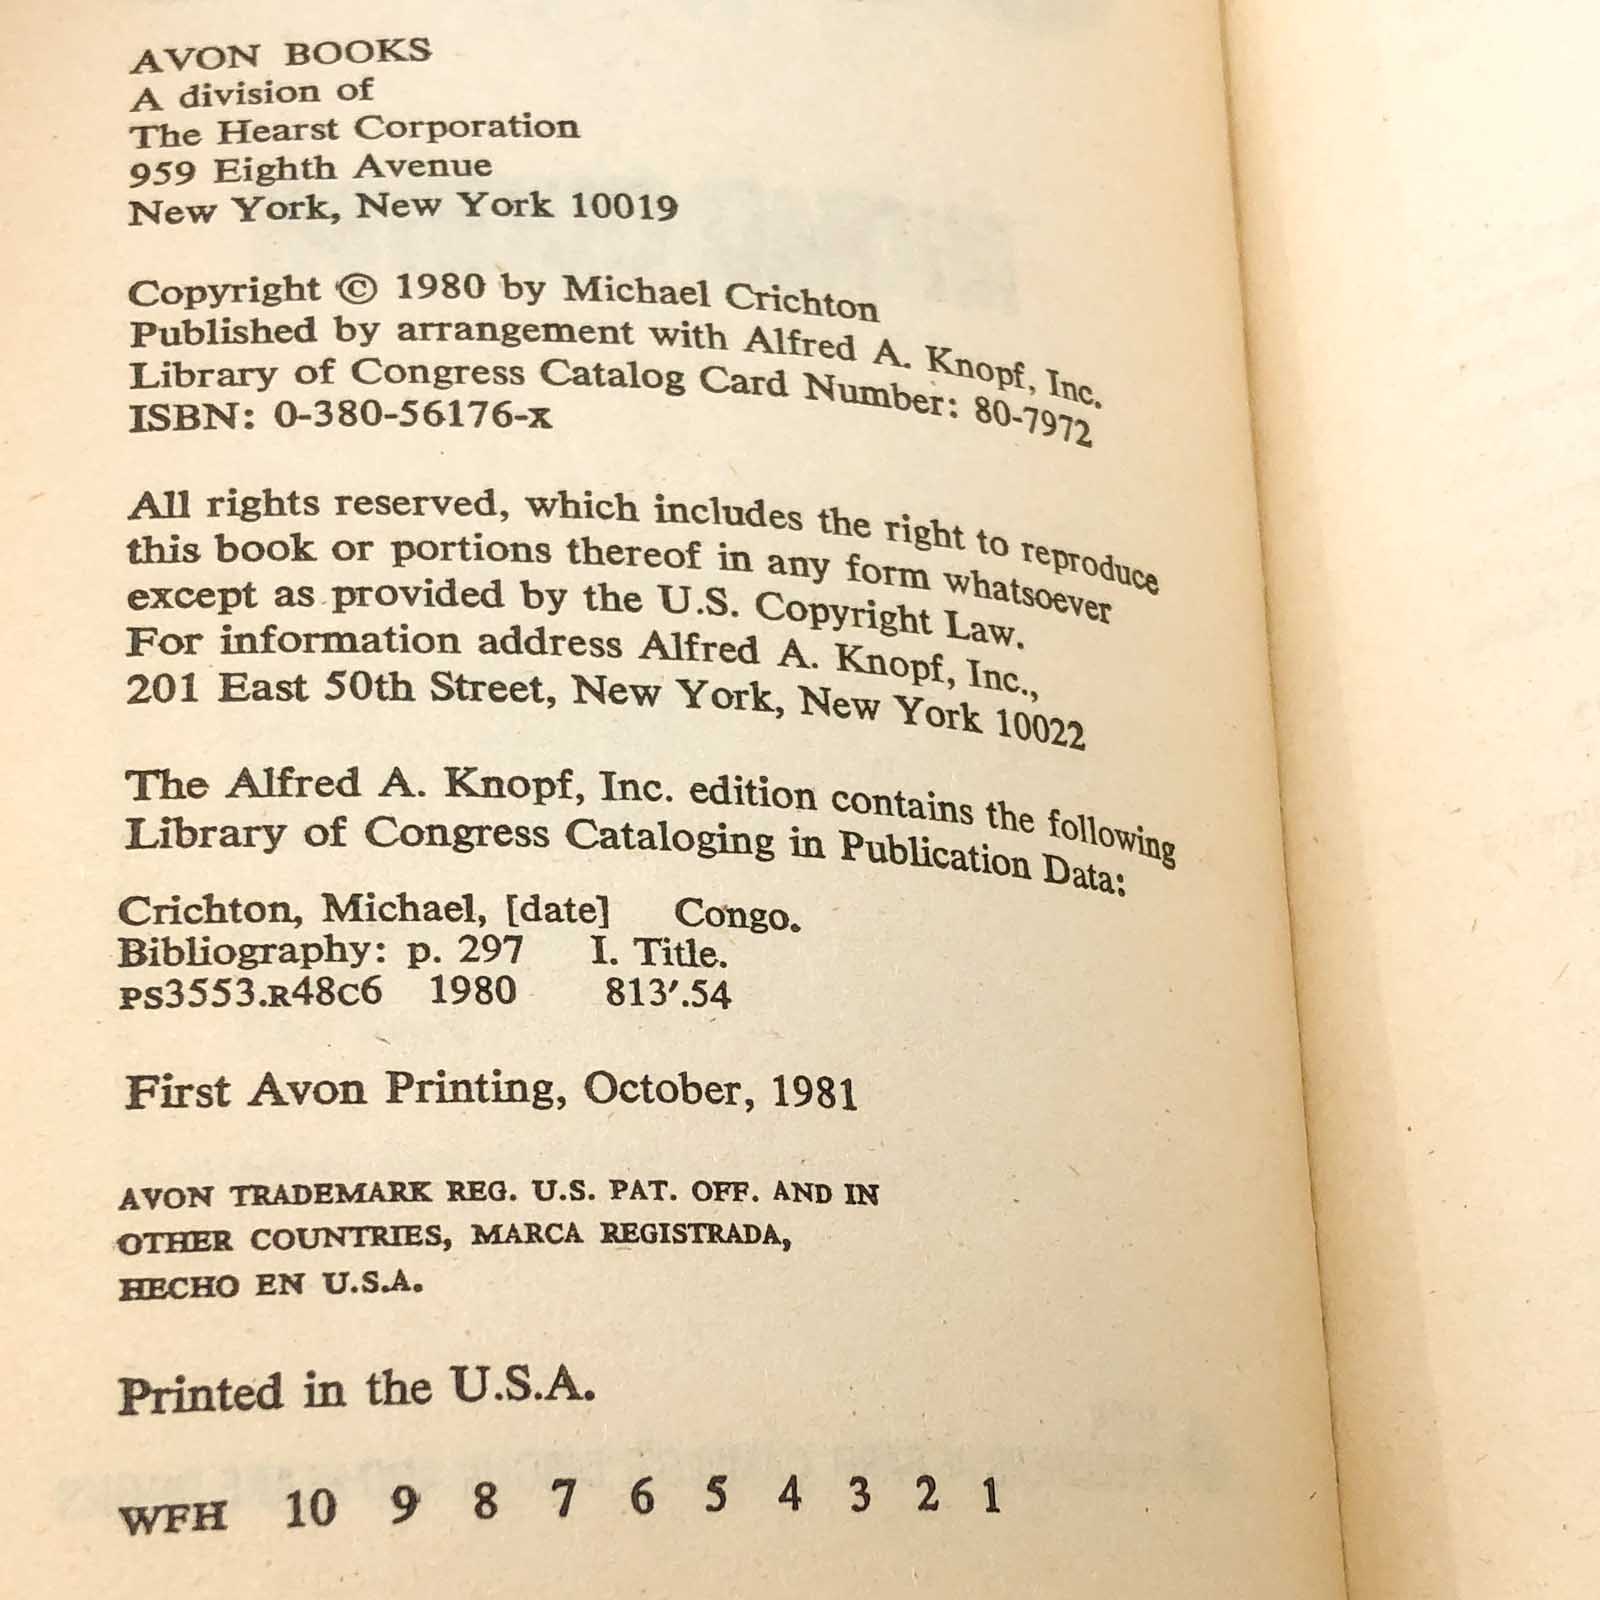 AVON BOOKS
A division of
The Hearst Corporation
959 Eighth Avenue
New York, New York 10019
Copyright © 1980 by Michael Crichton
Published by arrangement with Alfred A. Knopf, Inc.
Library of Congress Catalog Card Number: 80-7972
ISBN: 0-380-56176-x
All rights reserved, which includes the right to reproduce
this book or portions thereof in any form whatsoever
except as provided by the U.S. Copyright Law.
For information address Alfred A. Knopf, Inc.,
201 East 50th Street, New York, New York 10022
The Alfred A. Knopf, Inc. edition contains the following
Library of Congress Cataloging in Publication Data:
Crichton, Michael, [date] Congo.
Bibliography: p. 297 I. Title.
PS3553.R48C6 1980 813'.54
First Avon Printing, October, 1981
AVON TRADEMARK REG. U.S. PAT. OFF. AND IN
OTHER COUNTRIES, MARCA REGISTRADA,
HECHO EN U.S.A.
Printed in the U.S.A.
WFH 10 9 8 7 6 5 4 3 2 1